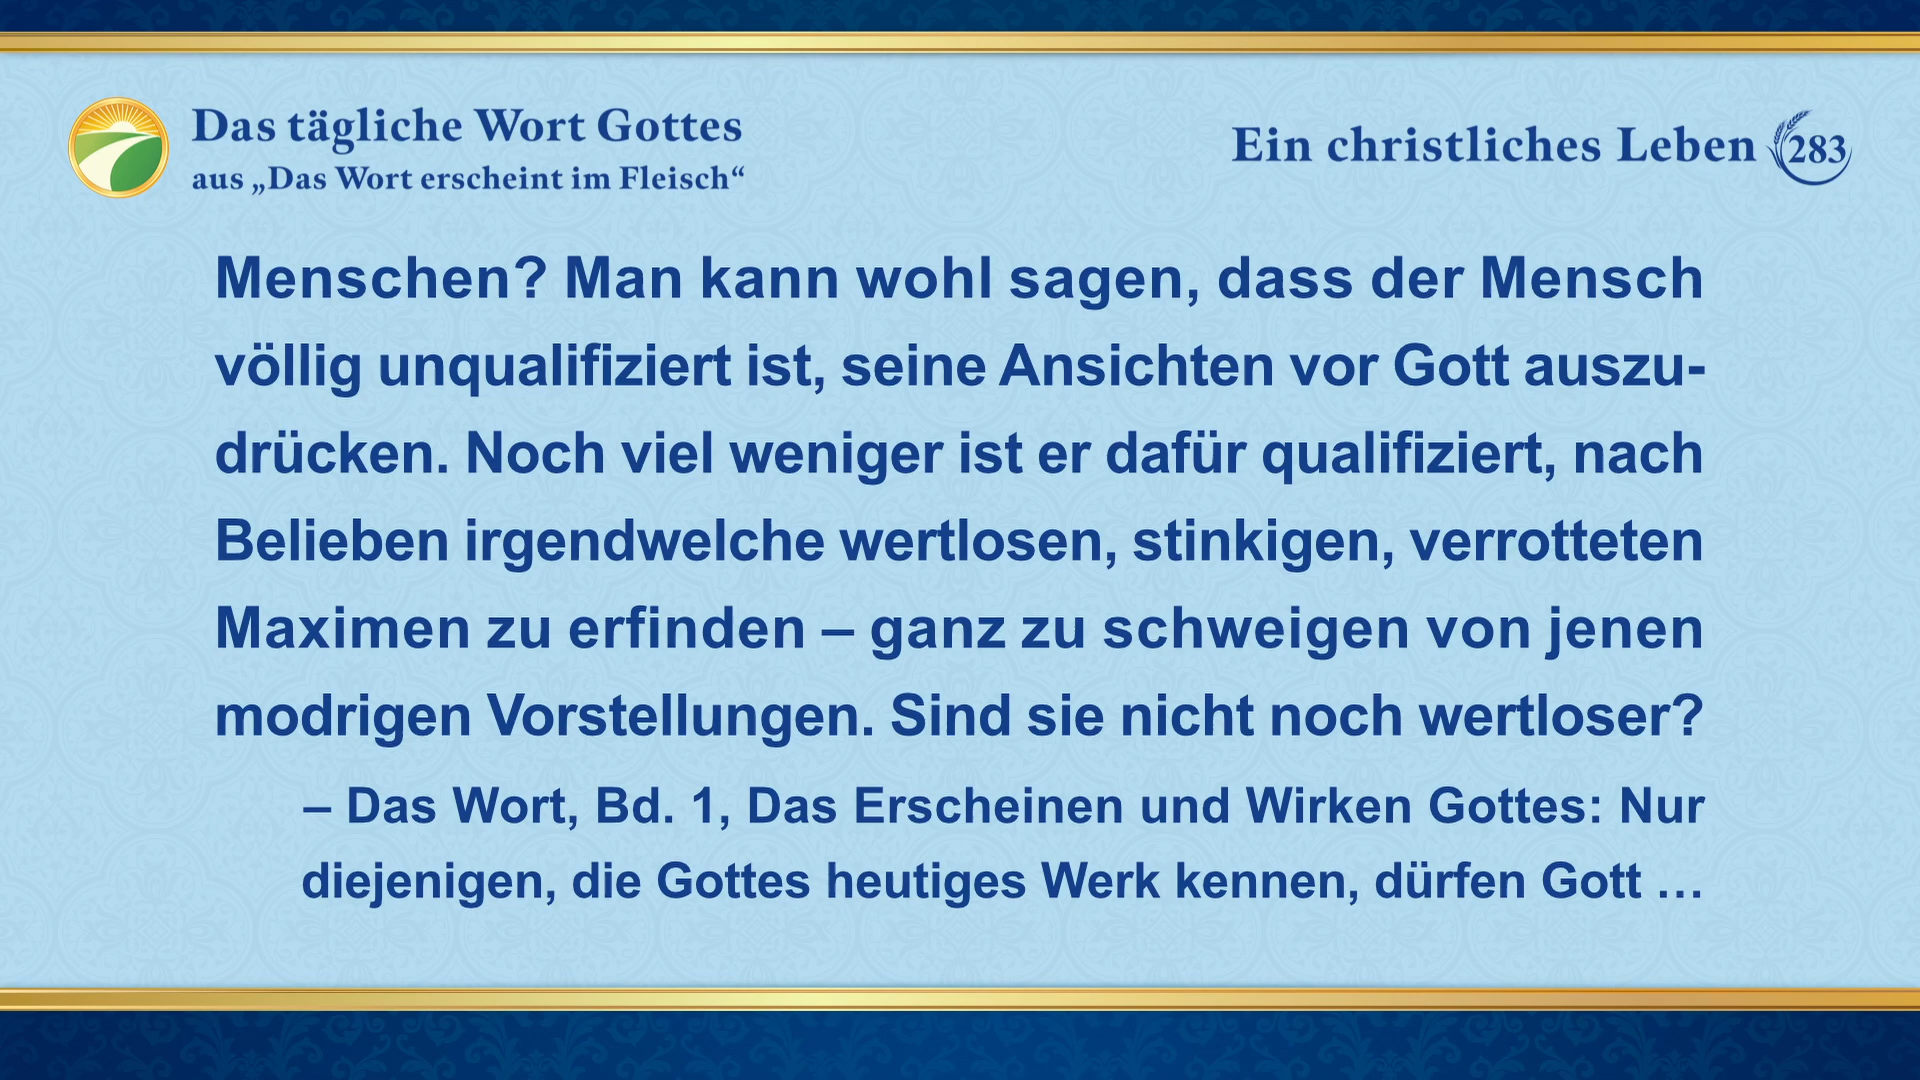 Das tägliche Wort Gottes
aus „Das Wort erscheint im Fleisch“
Ein christliches Leben 283
Menschen? Man kann wohl sagen, dass der Mensch
völlig unqualifiziert ist, seine Ansichten vor Gott auszu-
drücken. Noch viel weniger ist er dafür qualifiziert, nach
Belieben irgendwelche wertlosen, stinkigen, verrotteten
Maximen zu erfinden – ganz zu schweigen von jenen
modrigen Vorstellungen. Sind sie nicht noch wertloser?
– Das Wort, Bd. 1, Das Erscheinen und Wirken Gottes: Nur
diejenigen, die Gottes heutiges Werk kennen, dürfen Gott …